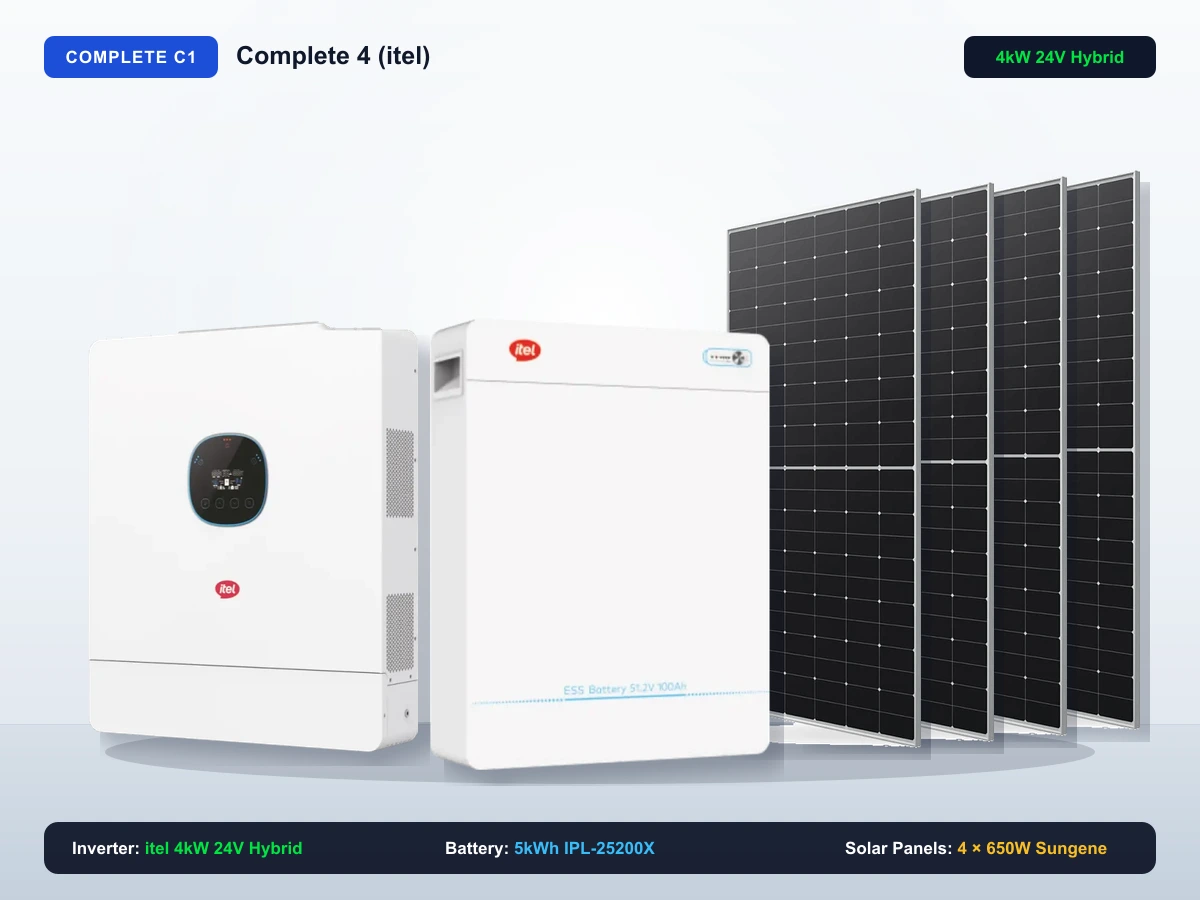 COMPLETE C1
Complete 4 (itel)
4kW 24V Hybrid
itel
itel
ESS Battery 51.2V 100Ah
Inverter: itel 4kW 24V Hybrid
Battery: 5kWh IPL-25200X
Solar Panels: 4 × 650W Sungene